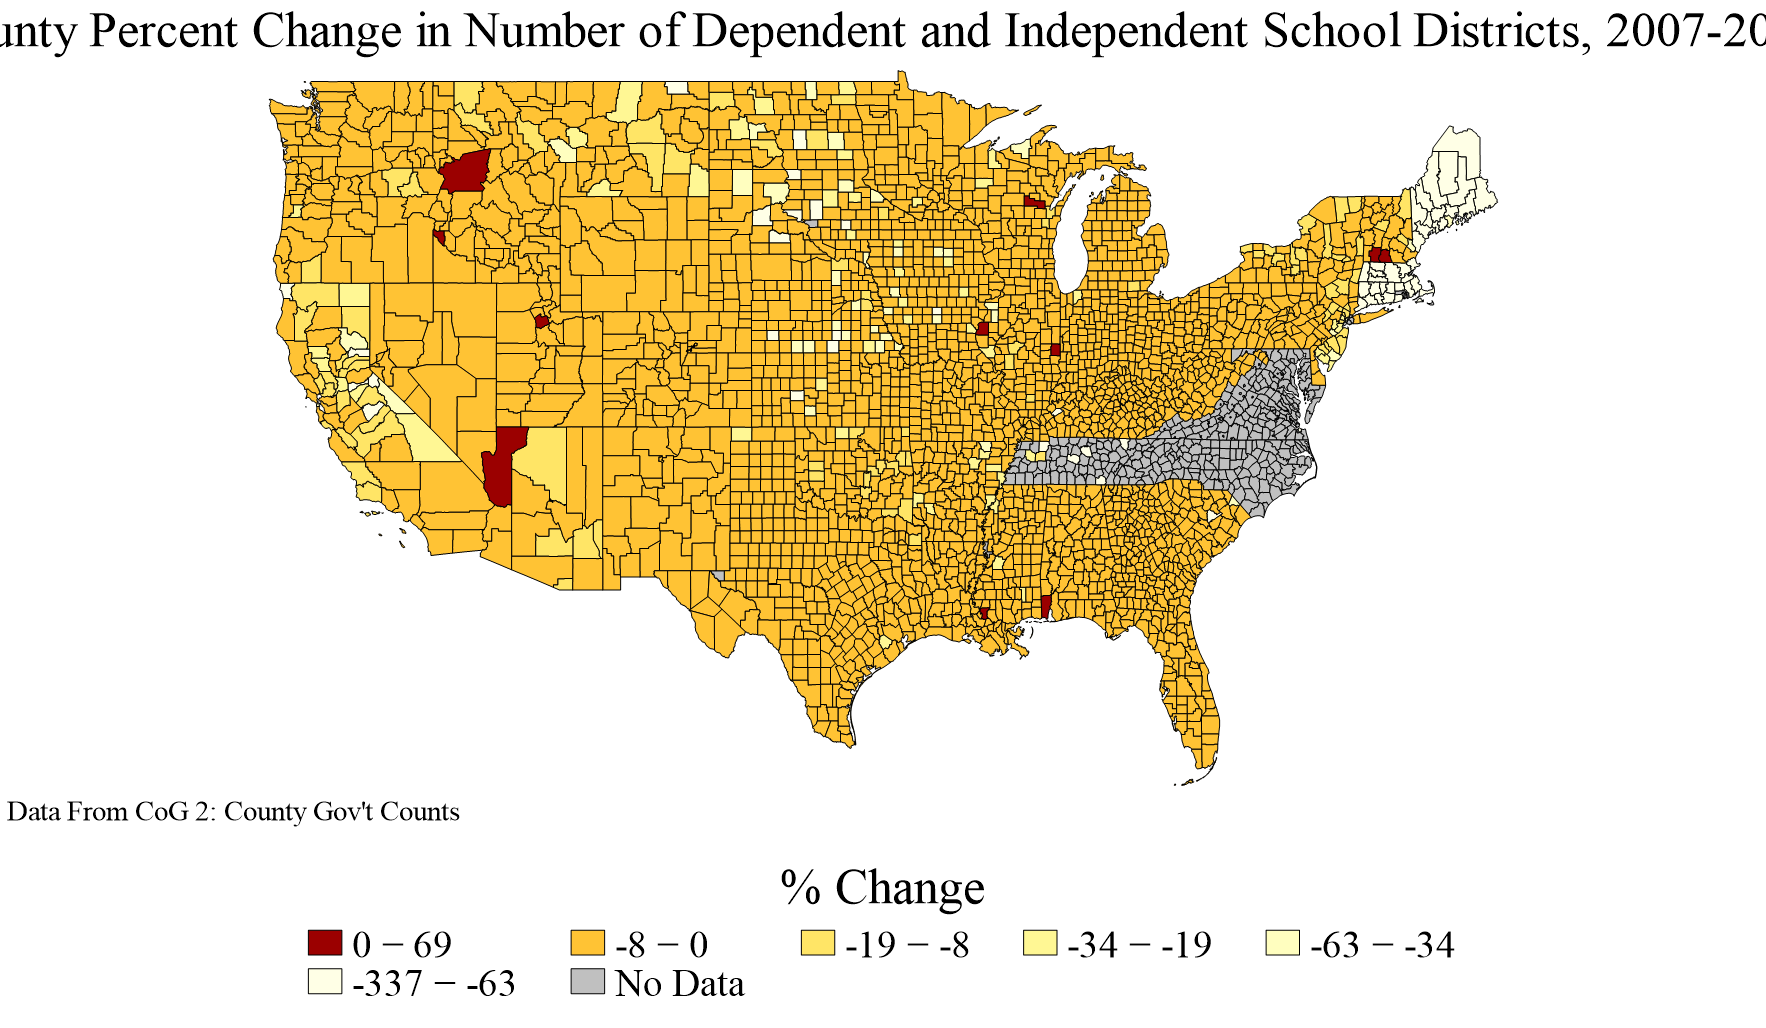 unty Percent Change in Number of Dependent and Independent School Districts, 2007-20
Data From CoG 2: County Gov't Counts
% Change
0 − 69
-8 − 0
-19 − -8
-34 − -19
-63 − -34
-337 − -63
No Data